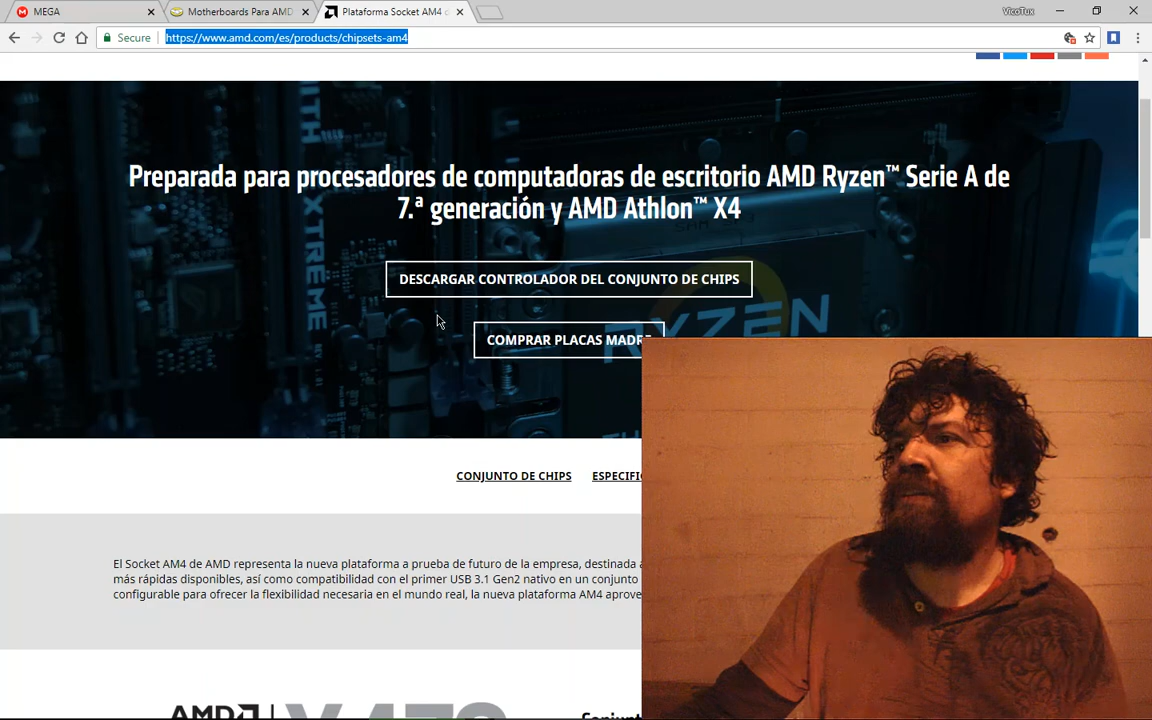 MEGA
Motherboards Para AMD
Plataforma Socket AM4 d
VicoTux
Secure
https://www.amd.com/es/products/chipsets-am4
Preparada para procesadores de computadoras de escritorio AMD Ryzen™ Serie A de
7.ª generación y AMD Athlon™ X4
DESCARGAR CONTROLADOR DEL CONJUNTO DE CHIPS
COMPRAR PLACAS MADR
RYZEN
CONJUNTO DE CHIPS
ESPECIFI
El Socket AM4 de AMD representa la nueva plataforma a prueba de futuro de la empresa, destinada a
más rápidas disponibles, así como compatibilidad con el primer USB 3.1 Gen2 nativo en un conjunto
configurable para ofrecer la flexibilidad necesaria en el mundo real, la nueva plataforma AM4 aprove
AMD
X470
Conjunt